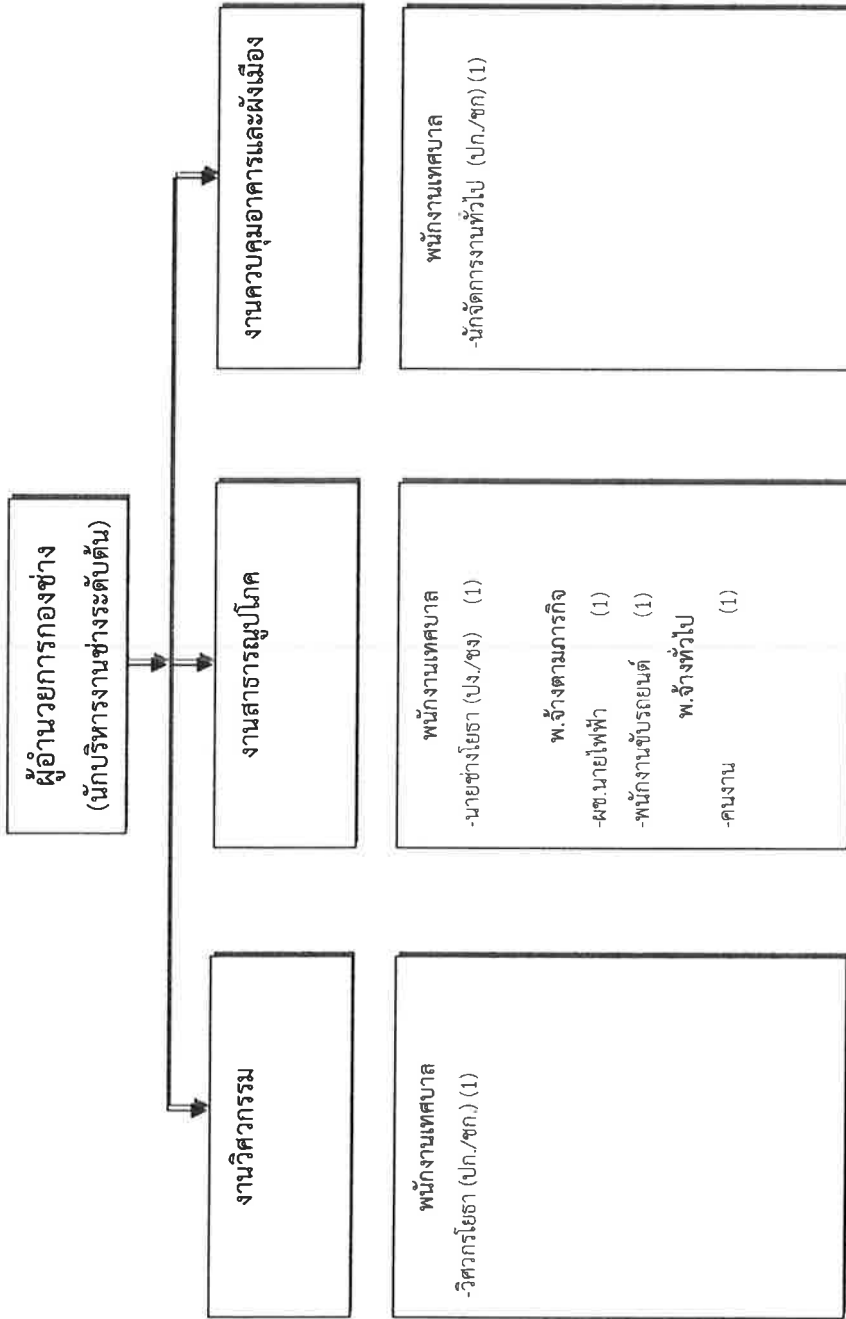 ผู้อำนวยการกองช่าง
(นักบริหารงานช่างระดับต้น)
งานวิศวกรรม
พนักงานเทศบาล
-วิศวกรโยธา (ปก./ชก.) (1)
งานสาธารณูปโภค
พนักงานเทศบาล
-นายช่างโยธา (ปง./ชง) (1)
พ.จ้างตามภารกิจ
-ผช.นายไฟฟ้า (1)
-พนักงานขับรถยนต์ (1)
พ.จ้างทั่วไป
-คนงาน (1)
งานควบคุมอาคารและผังเมือง
พนักงานเทศบาล
-นักจัดการงานทั่วไป (ปก./ชก) (1)